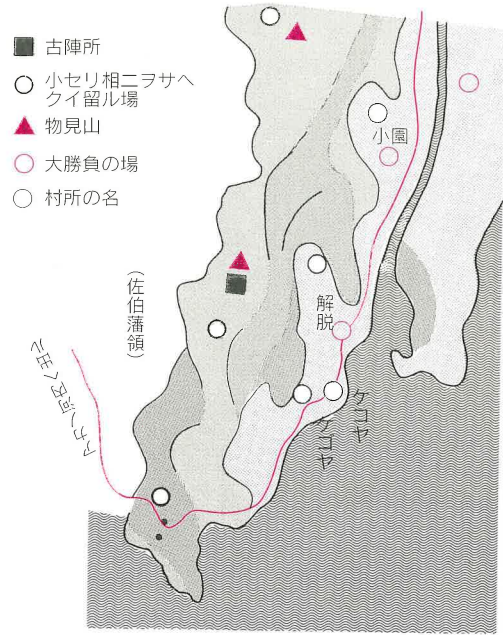 古陣所
小セリ相ニヲサヘ
クイ留ル場
物見山
大勝負の場
村所の名
小園
(佐伯藩領)
解脱
ケコヤ
ケゴヤ